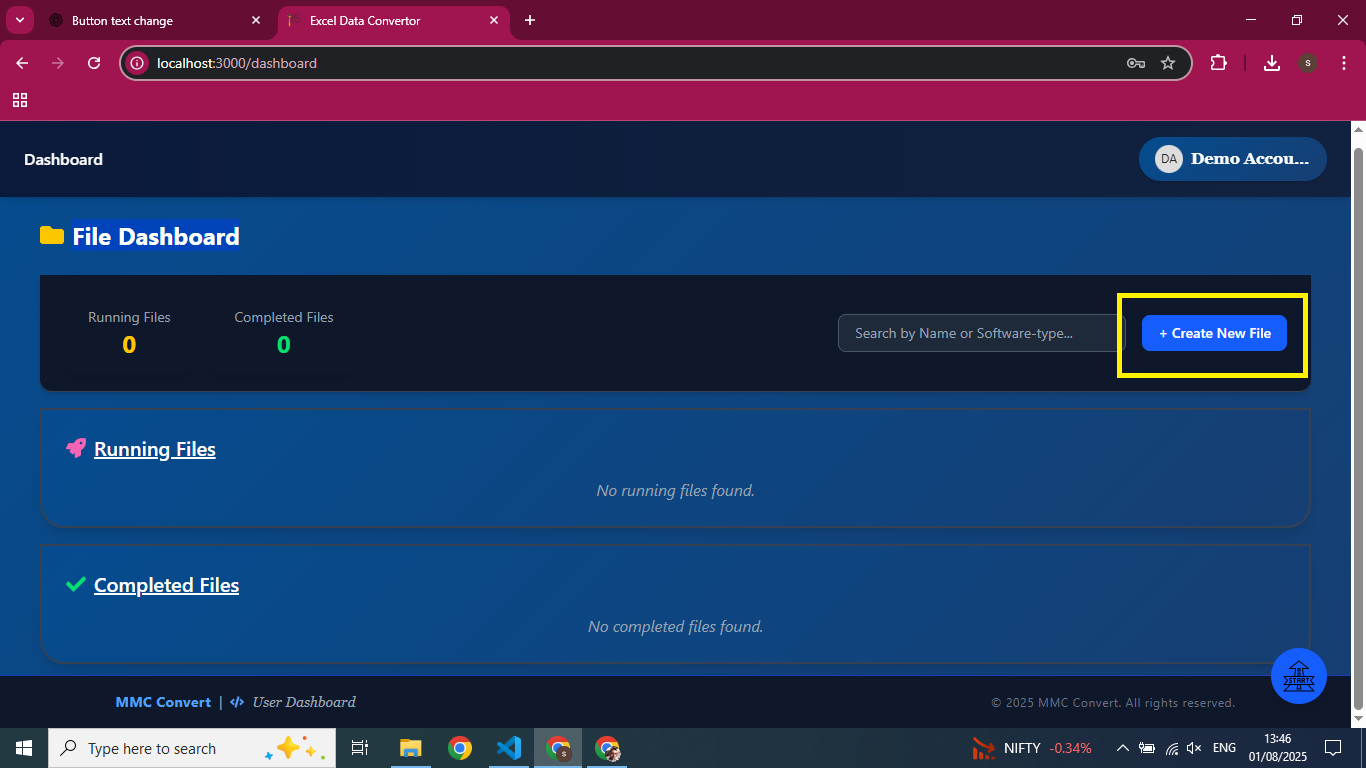 Button text change
Excel Data Convertor
localhost:3000/dashboard
s
Dashboard
DA
Demo Accou...
File Dashboard
Running Files
0
Completed Files
0
Search by Name or Software-type...
+ Create New File
Running Files
No running files found.
Completed Files
No completed files found.
START
MMC Convert | </> User Dashboard
© 2025 MMC Convert. All rights reserved.
Type here to search
s
NIFTY -0.34%
ENG
13:46
01/08/2025